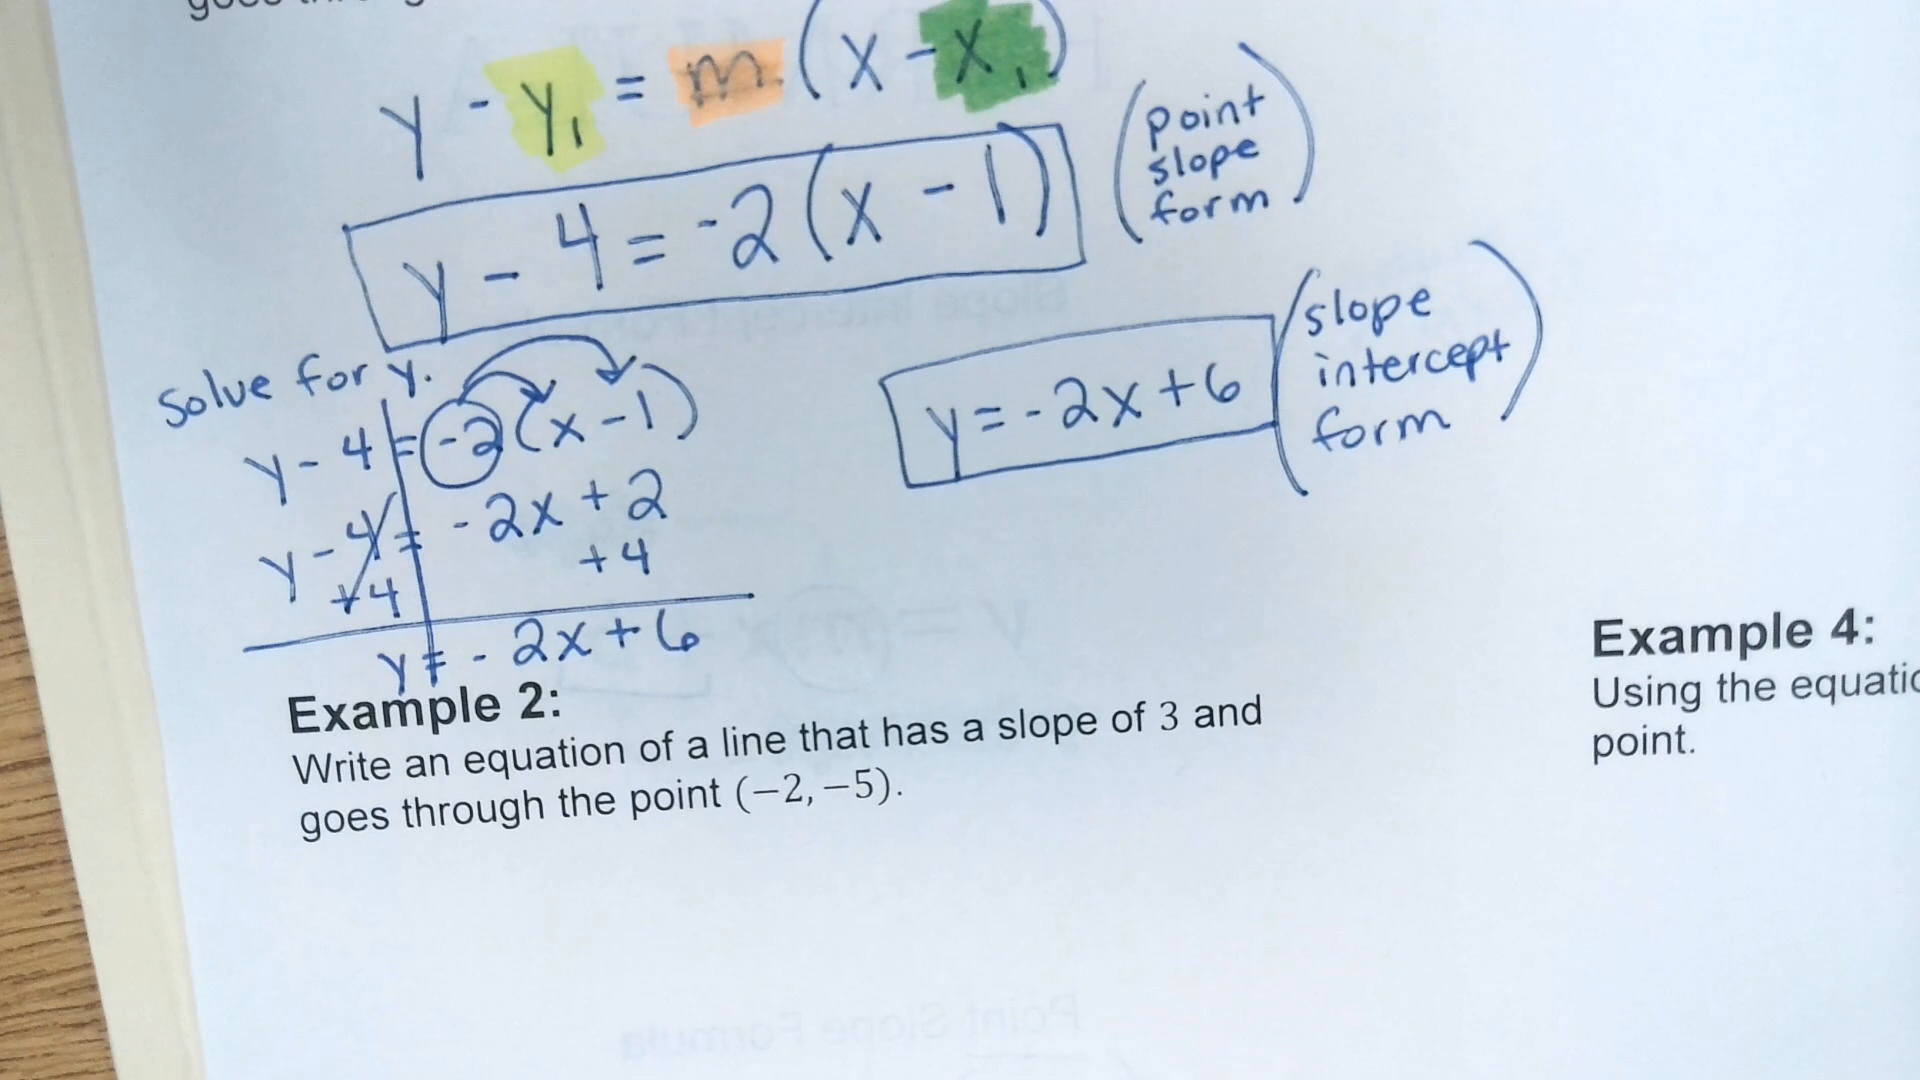 y - y₁ = m (x - x₁)
y - 4 = -2 (x - 1)
(point
slope
form)
Solve for y.
y - 4 = -2 (x - 1)
y - 4 = -2x + 2
+4 +4
y = -2x + 6
y = -2x + 6
(slope
intercept
form)
Example 2:
Write an equation of a line that has a slope of 3 and
goes through the point (−2, −5).
Example 4:
Using the
point.